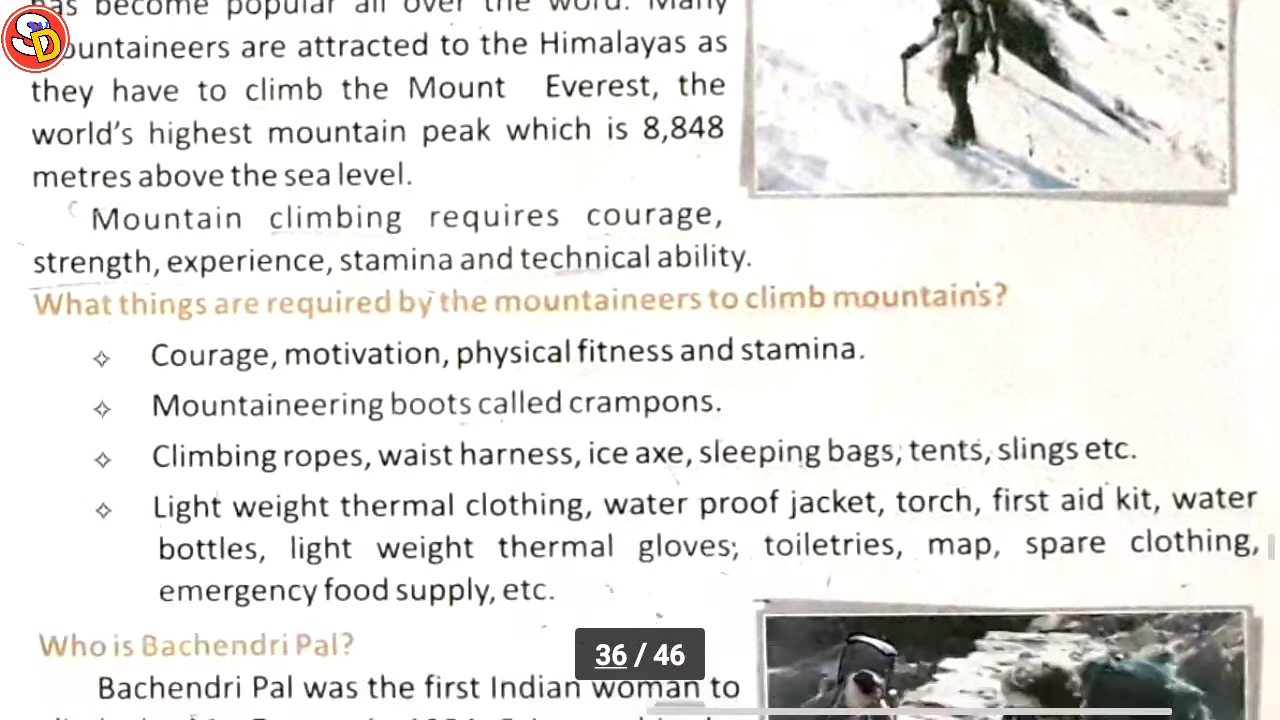 has become popular all over the word. Many
SD
ountaineers are attracted to the Himalayas as
they have to climb the Mount Everest, the
world's highest mountain peak which is 8,848
metres above the sea level.
Mountain climbing requires courage,
strength, experience, stamina and technical ability.
What things are required by the mountaineers to climb mountains?
✧ Courage, motivation, physical fitness and stamina.
✧ Mountaineering boots called crampons.
✧ Climbing ropes, waist harness, ice axe, sleeping bags, tents, slings etc.
✧ Light weight thermal clothing, water proof jacket, torch, first aid kit, water
bottles, light weight thermal gloves; toiletries, map, spare clothing,
emergency food supply, etc.
Who is Bachendri Pal?
36 / 46
Bachendri Pal was the first Indian woman to